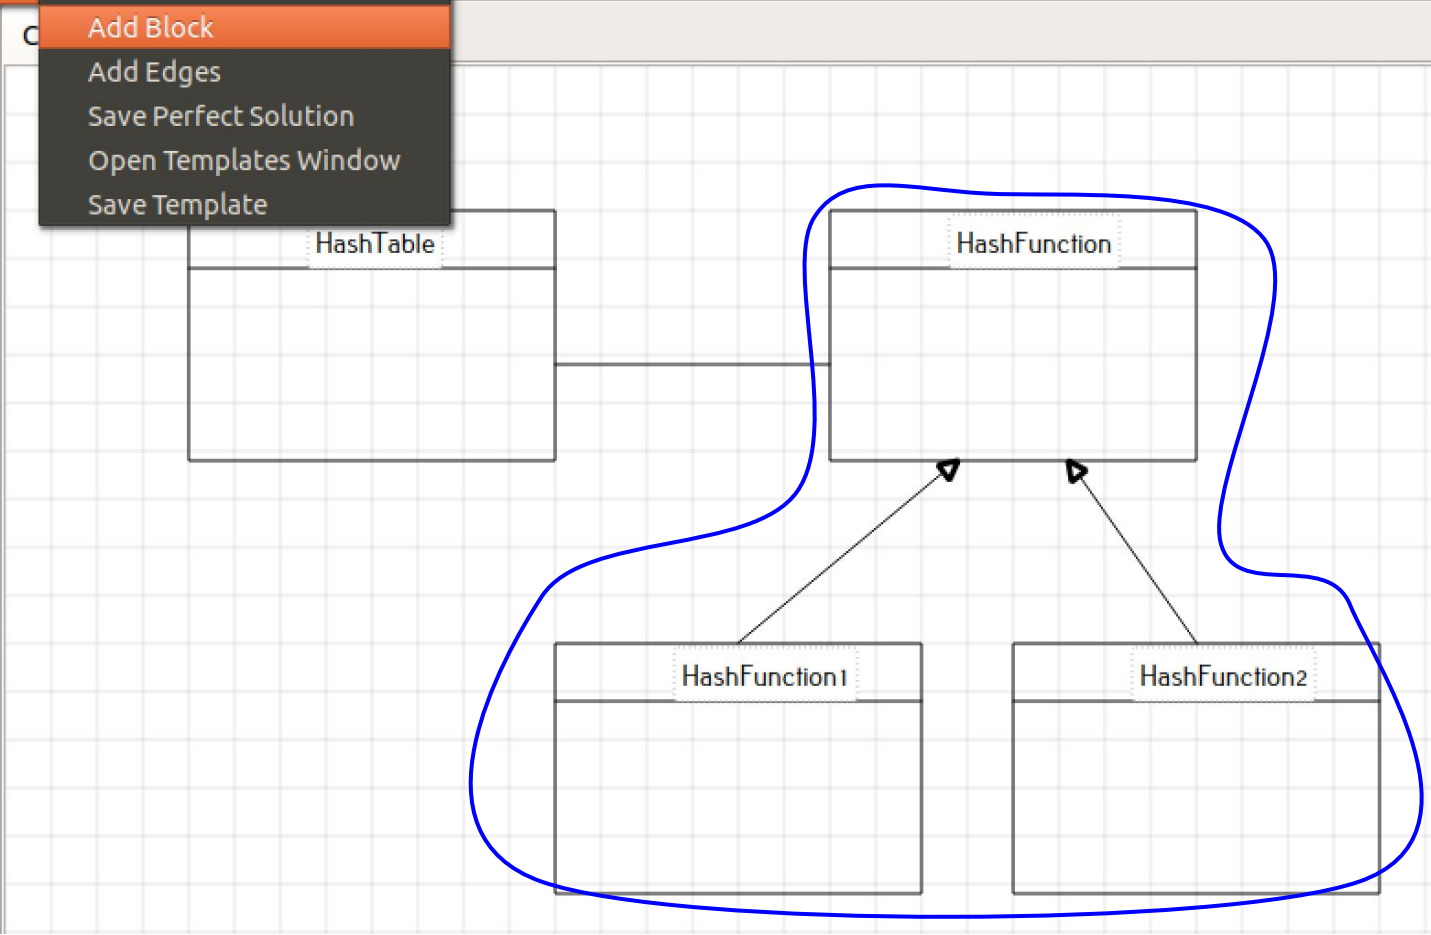 Add Block
Add Edges
Save Perfect Solution
Open Templates Window
Save Template
HashTable
HashFunction
HashFunction1
HashFunction2